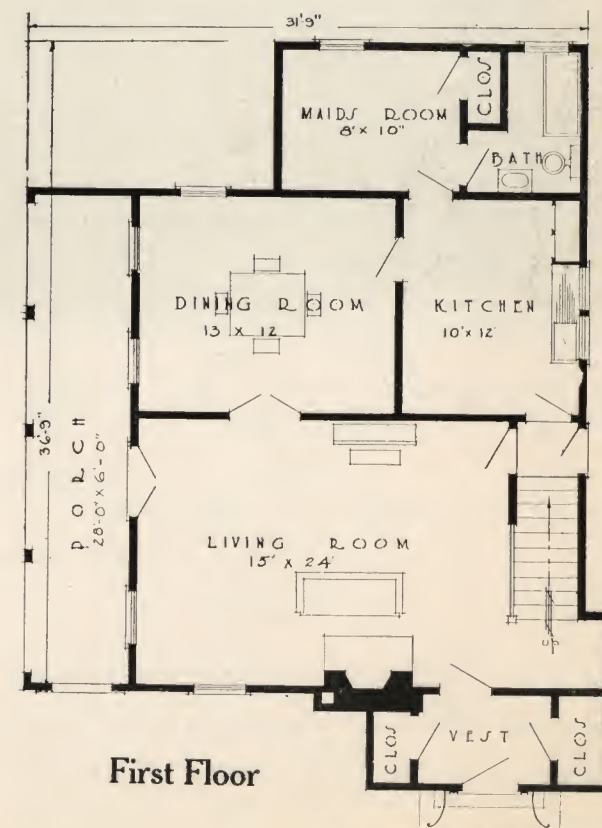 31'-9"
MAIDS ROOM
8' x 10"
CLOS
BATH
DINING ROOM
13 x 12
KITCHEN
10' x 12'
36'-9"
PORCH
28'-0" x 6'-0"
LIVING ROOM
15' x 24'
UP
First Floor
CLOS
VEST
CLOS